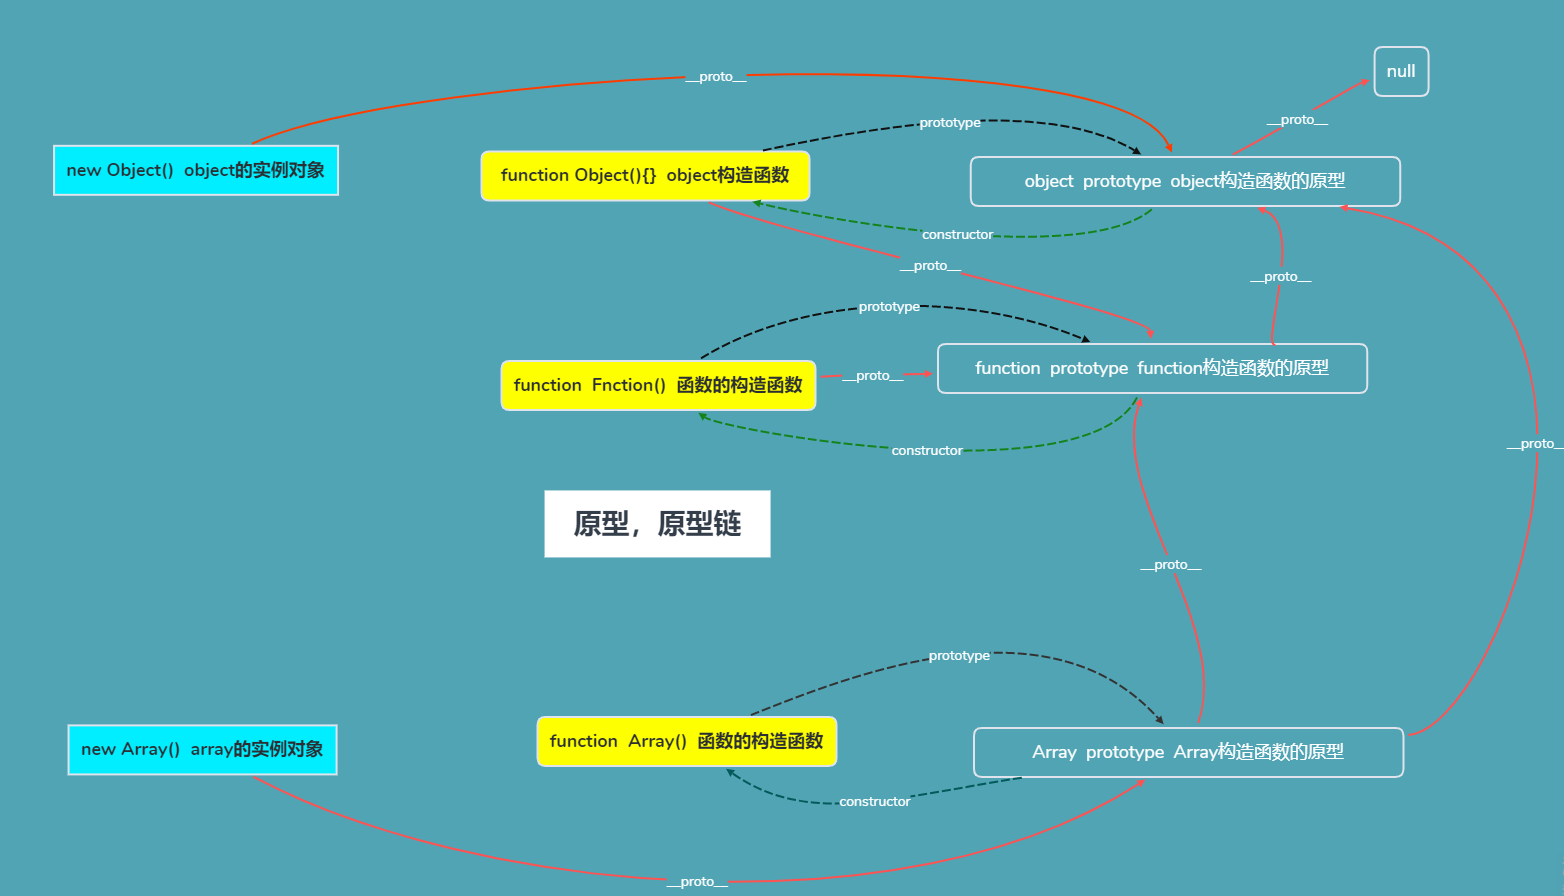 null
__proto__
__proto__
prototype
new Object()  object的实例对象
function Object(){}  object构造函数
object  prototype  object构造函数的原型
constructor
__proto__
__proto__
prototype
function  Fnction()  函数的构造函数
__proto__
function  prototype  function构造函数的原型
constructor
__proto__
原型，原型链
__proto__
prototype
new Array()  array的实例对象
function  Array()  函数的构造函数
Array  prototype  Array构造函数的原型
constructor
__proto__